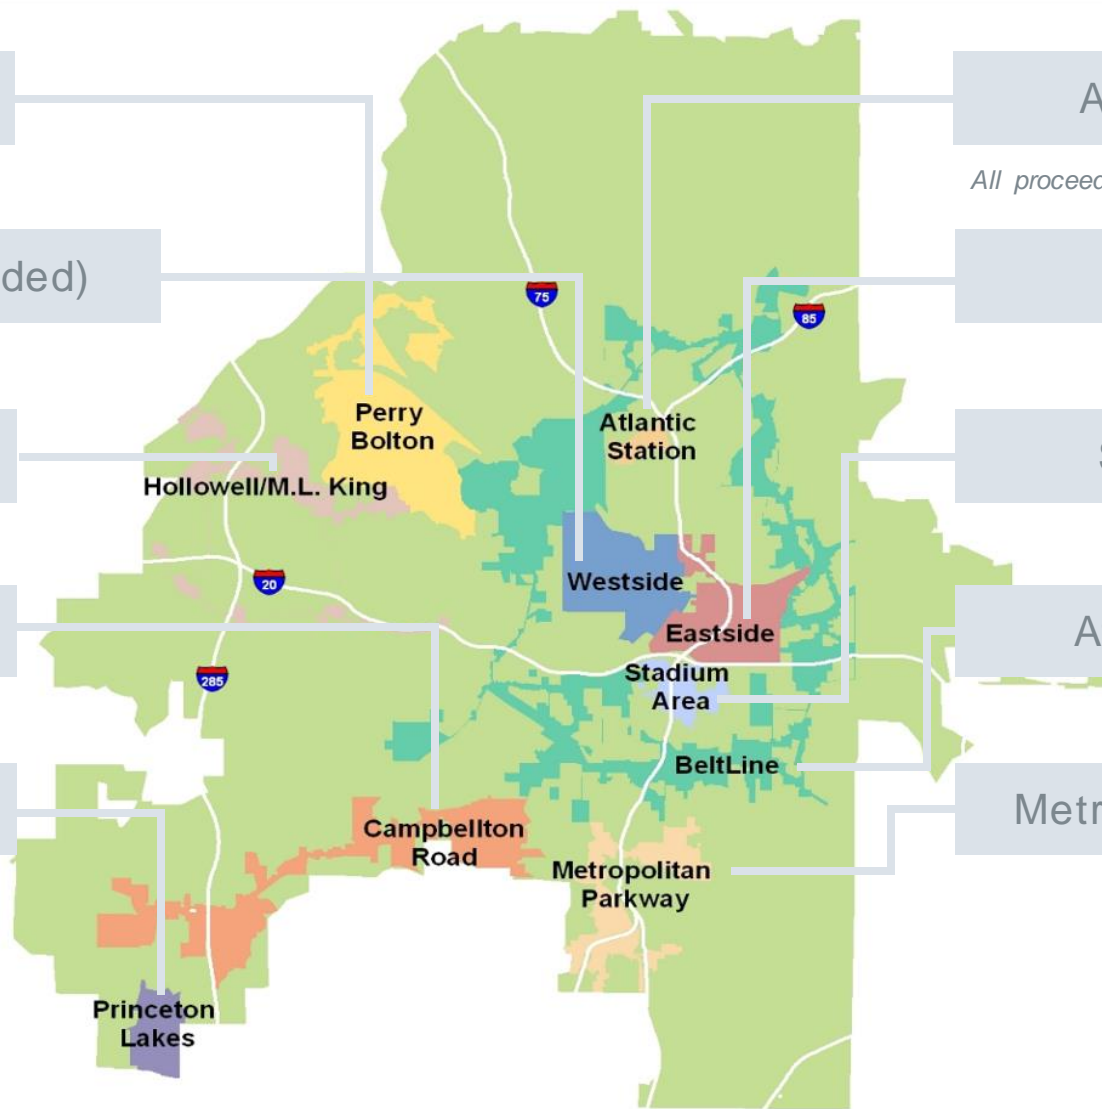 A
All proceed
ded)
75
85
Perry
Bolton
Atlantic
Station
S
Hollowell/M.L. King
20
Westside
Eastside
A
285
Stadium
Area
BeltLine
Metr
Campbellton
Road
Metropolitan
Parkway
Princeton
Lakes